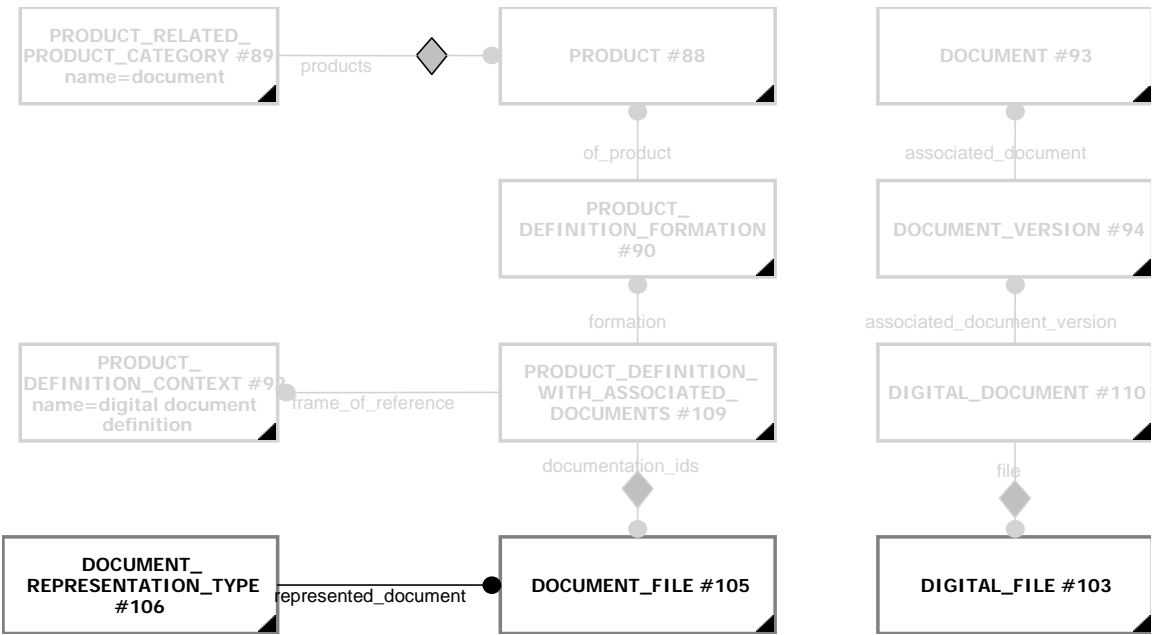 PRODUCT_RELATED_
PRODUCT_CATEGORY #89
name=document
products
PRODUCT #88
DOCUMENT #93
of_product
associated_document
PRODUCT_
DEFINITION_FORMATION
#90
DOCUMENT_VERSION #94
formation
associated_document_version
PRODUCT_
DEFINITION_CONTEXT #92
name=digital document
definition
frame_of_reference
PRODUCT_DEFINITION_
WITH_ASSOCIATED_
DOCUMENTS #109
DIGITAL_DOCUMENT #110
documentation_ids
file
DOCUMENT_
REPRESENTATION_TYPE
#106
represented_document
DOCUMENT_FILE #105
DIGITAL_FILE #103